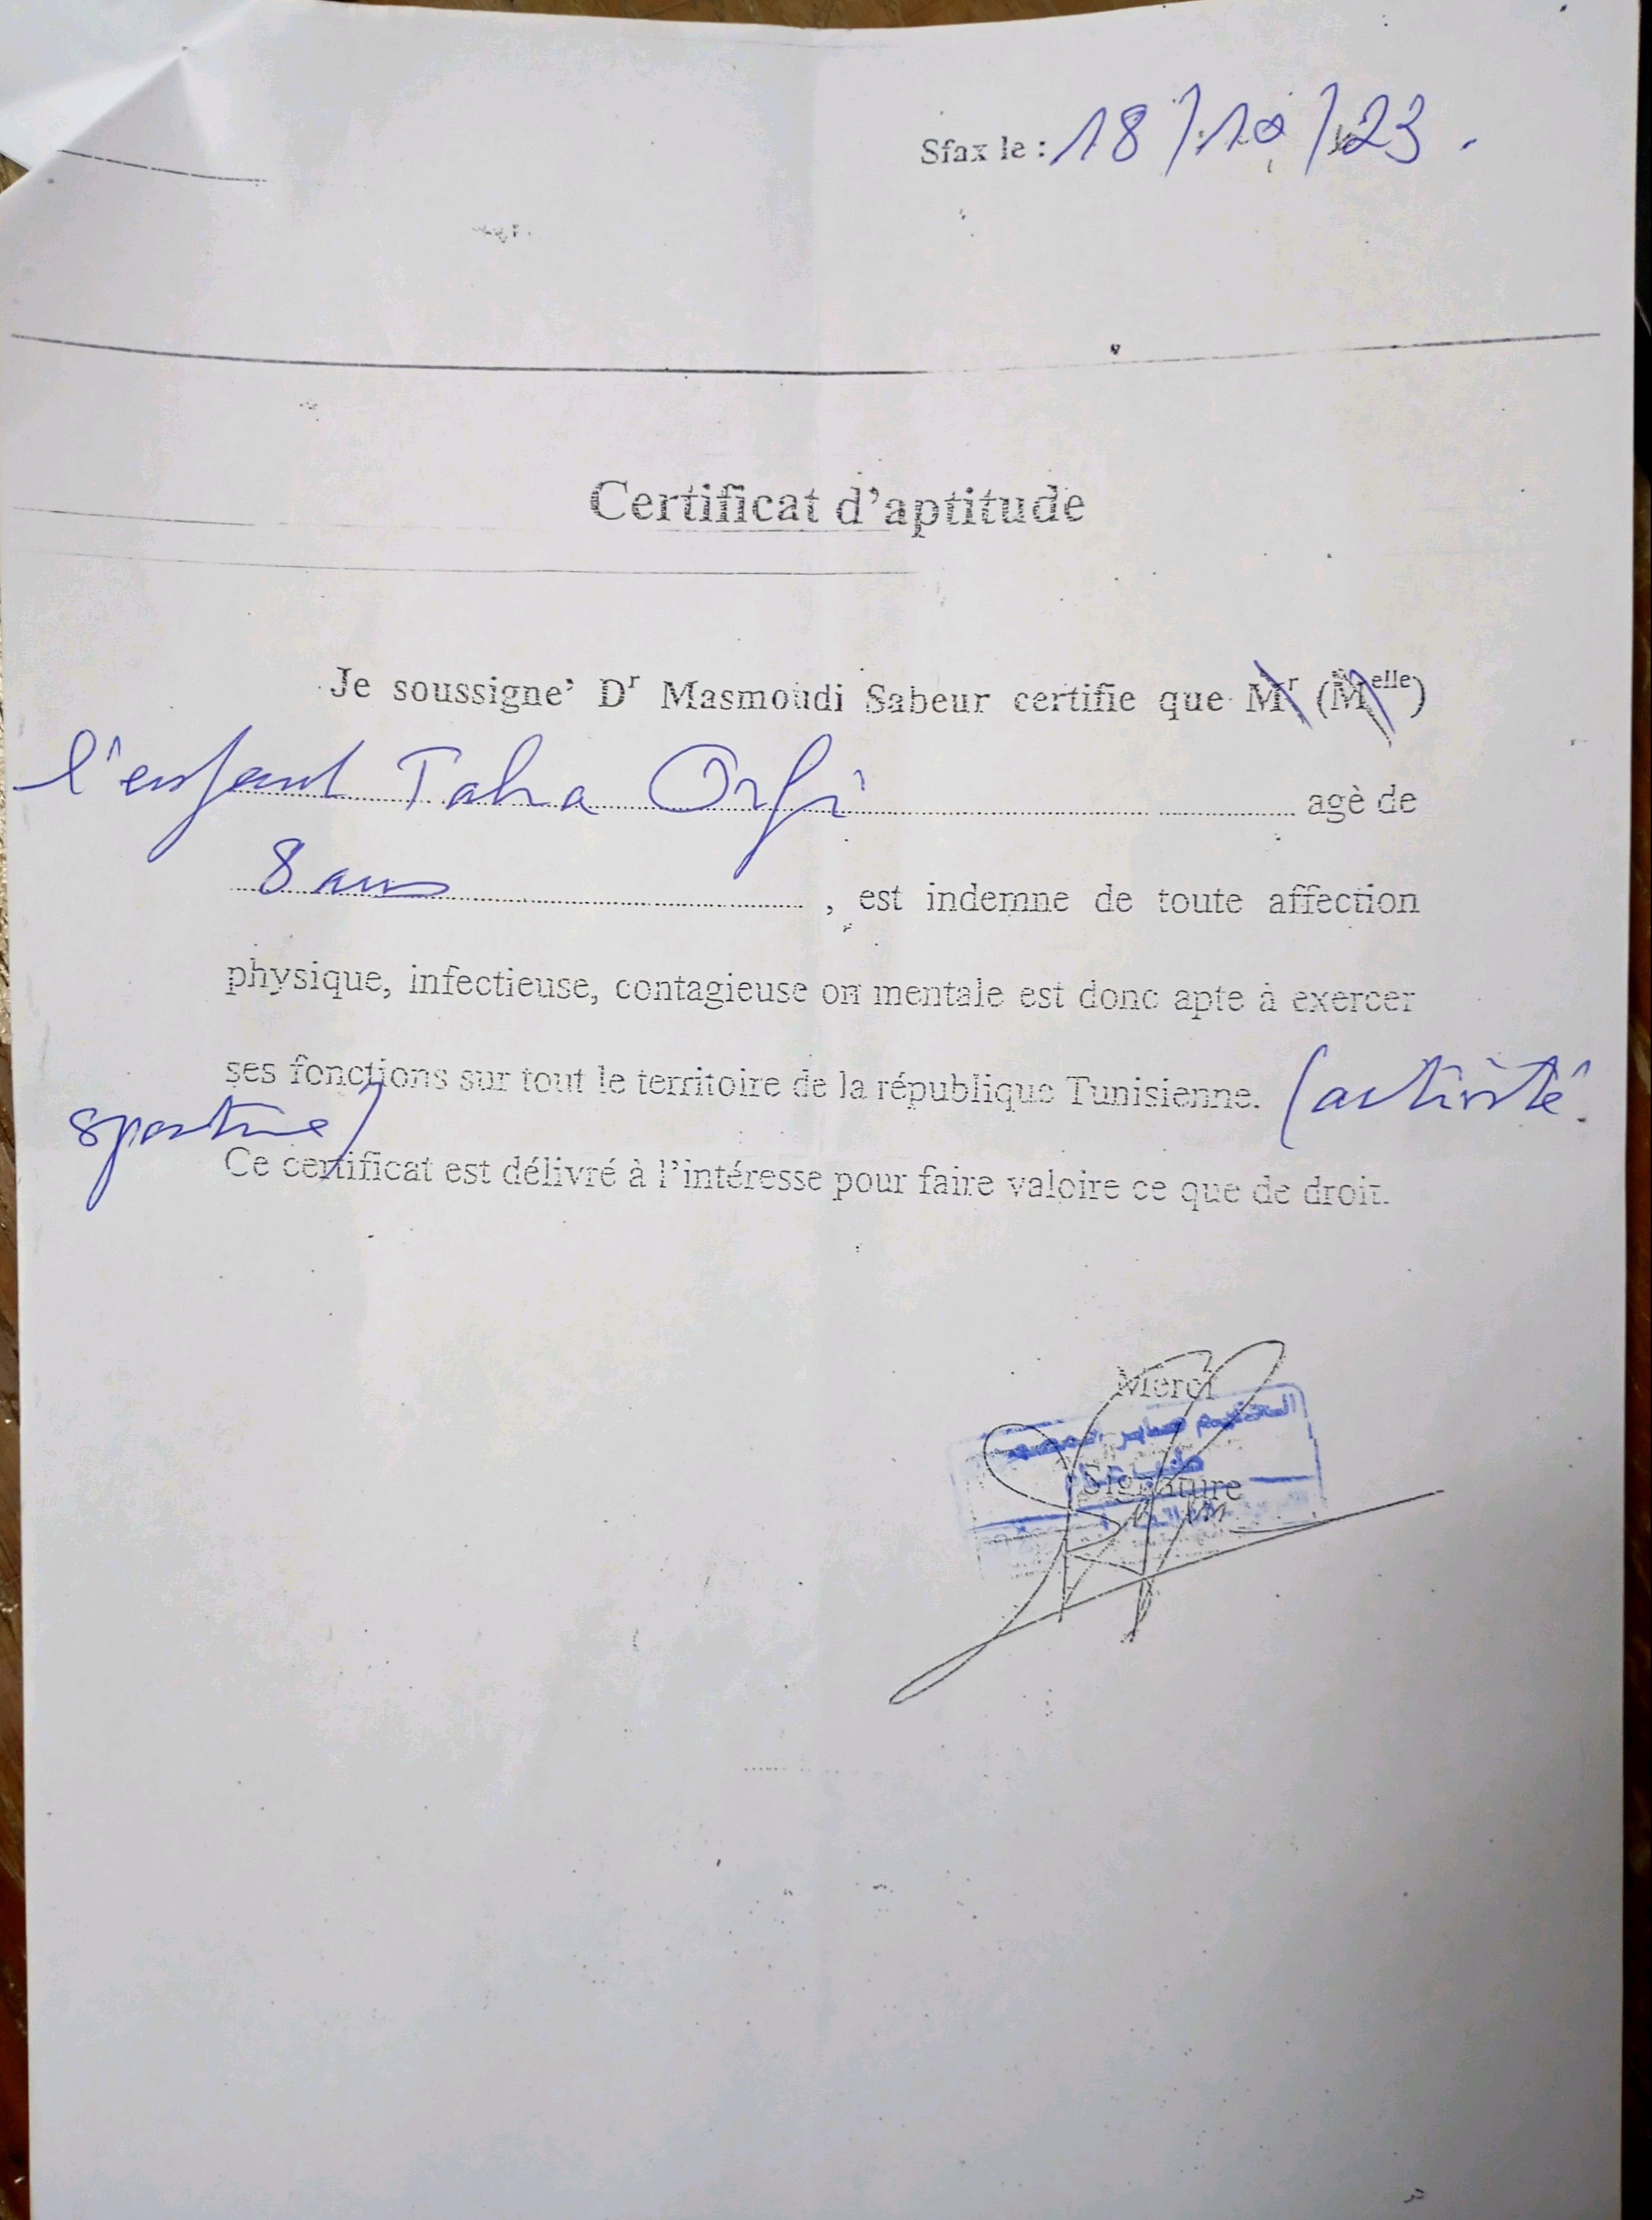 Sfax le : 18/10/23.
Certificat d'aptitude
Je soussigne' Dr Masmoudi Sabeur certifie que Mr (Melle)
l'enfant Taha Orfi agè de
8 ans , est indemne de toute affection
physique, infectieuse, contagieuse on mentale est donc apte à exercer
ses fonctions sur tout le territoire de la république Tunisienne. (activité
sportive)
Ce certificat est délivré à l'intéresse pour faire valoire ce que de droit.
Merci
Signature